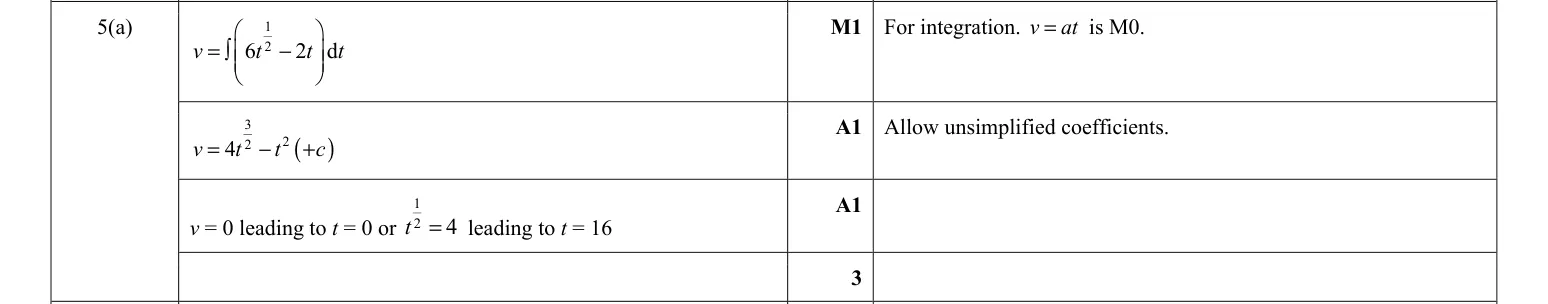 5(a) v = ∫(6t^{1/2} − 2t)dt M1 For integration. v = at is M0.
v = 4t^{3/2} − t² (+c) A1 Allow unsimplified coefficients.
v = 0 leading to t = 0 or t^{1/2} = 4 leading to t = 16 A1
3